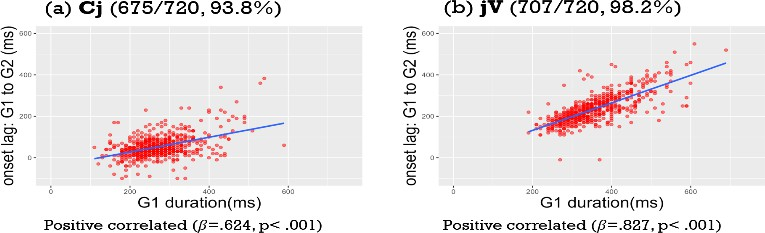 (a) Cj (675/720, 93.8%)
onset lag: G1 to G2 (ms)
600
400
200
0
200
400
600
G1 duration(ms)
Positive correlated (β=.624, p< .001)
(b) jV (707/720, 98.2%)
onset lag: G1 to G2 (ms)
600
400
200
0
0
200
400
600
G1 duration(ms)
Positive correlated (β=.827, p< .001)